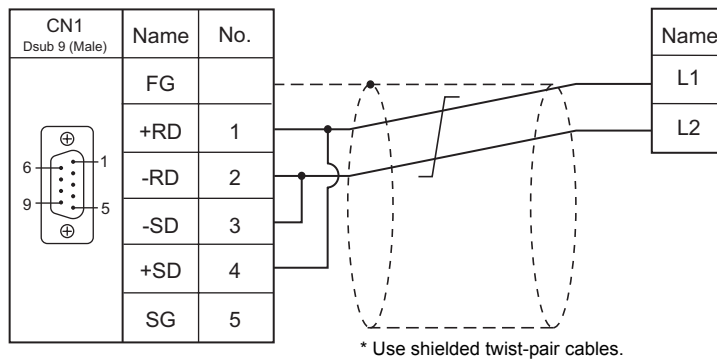 CN1
Dsub 9 (Male)
Name No.
FG
+RD 1
-RD 2
-SD 3
+SD 4
SG 5
6 1
9 5
Name
L1
L2
* Use shielded twist-pair cables.